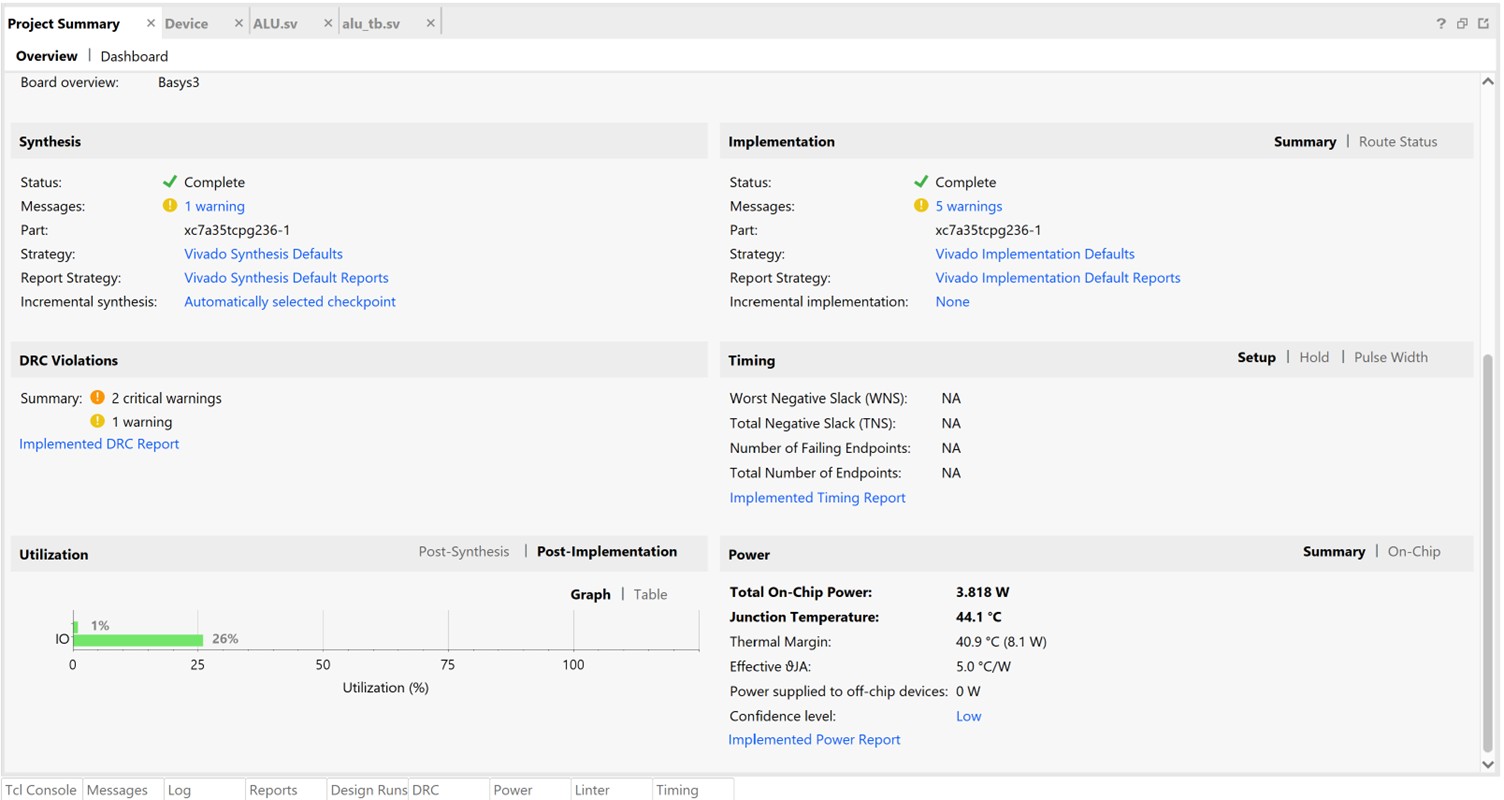 Project Summary × Device × ALU.sv × alu_tb.sv × ?
Overview | Dashboard
Board overview: Basys3
Synthesis
Status: Complete
Messages: 1 warning
Part: xc7a35tcpg236-1
Strategy: Vivado Synthesis Defaults
Report Strategy: Vivado Synthesis Default Reports
Incremental synthesis: Automatically selected checkpoint
Implementation Summary | Route Status
Status: Complete
Messages: 5 warnings
Part: xc7a35tcpg236-1
Strategy: Vivado Implementation Defaults
Report Strategy: Vivado Implementation Default Reports
Incremental implementation: None
DRC Violations
Summary: 2 critical warnings
1 warning
Implemented DRC Report
Timing Setup | Hold | Pulse Width
Worst Negative Slack (WNS): NA
Total Negative Slack (TNS): NA
Number of Failing Endpoints: NA
Total Number of Endpoints: NA
Implemented Timing Report
Utilization Post-Synthesis | Post-Implementation
Graph | Table
1%
IO 26%
0 25 50 75 100
Utilization (%)
Power Summary | On-Chip
Total On-Chip Power: 3.818 W
Junction Temperature: 44.1 °C
Thermal Margin: 40.9 °C (8.1 W)
Effective ϑJA: 5.0 °C/W
Power supplied to off-chip devices: 0 W
Confidence level: Low
Implemented Power Report
Tcl Console Messages Log Reports Design Runs DRC Power Linter Timing